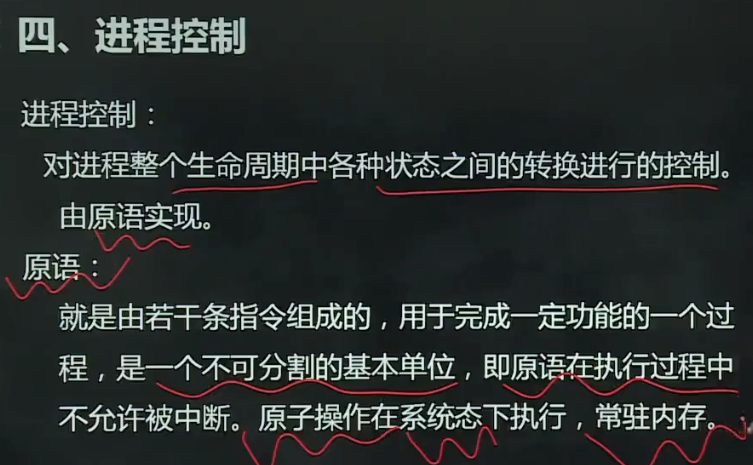 四、进程控制
进程控制：
对进程整个生命周期中各种状态之间的转换进行的控制。
由原语实现。
原语：
就是由若干条指令组成的，用于完成一定功能的一个过
程，是一个不可分割的基本单位，即原语在执行过程中
不允许被中断。原子操作在系统态下执行，常驻内存。